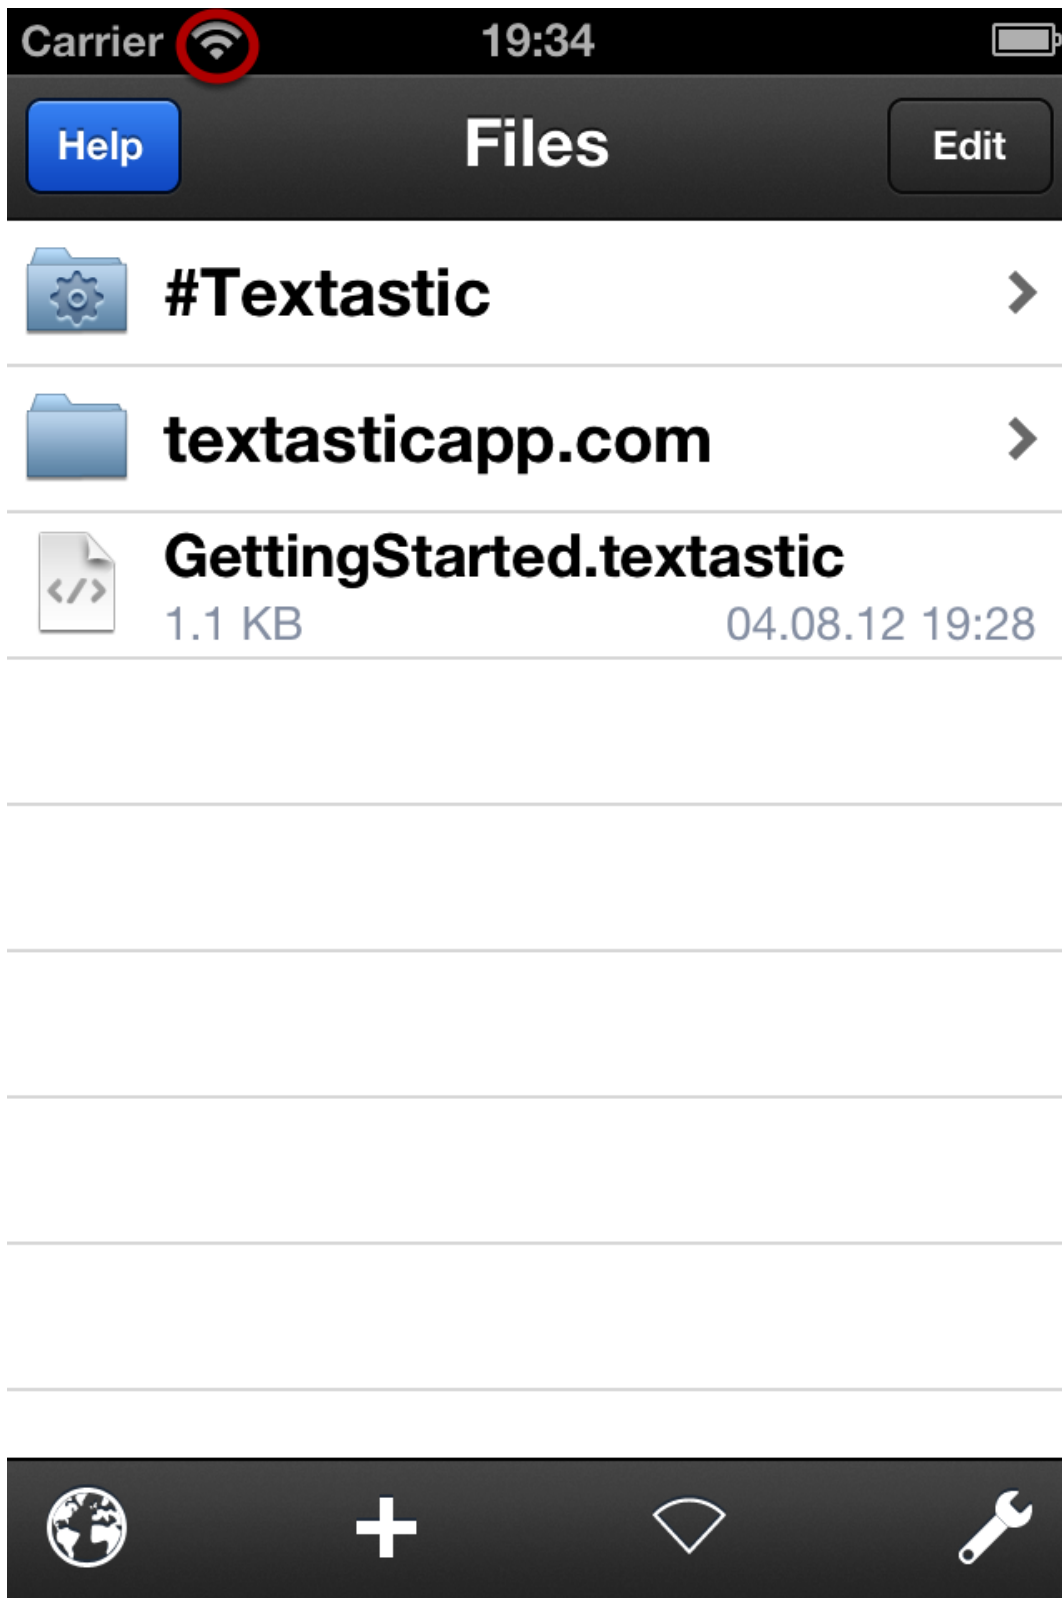 Carrier 19:34
Help Files Edit
#Textastic
textasticapp.com
GettingStarted.textastic
1.1 KB 04.08.12 19:28